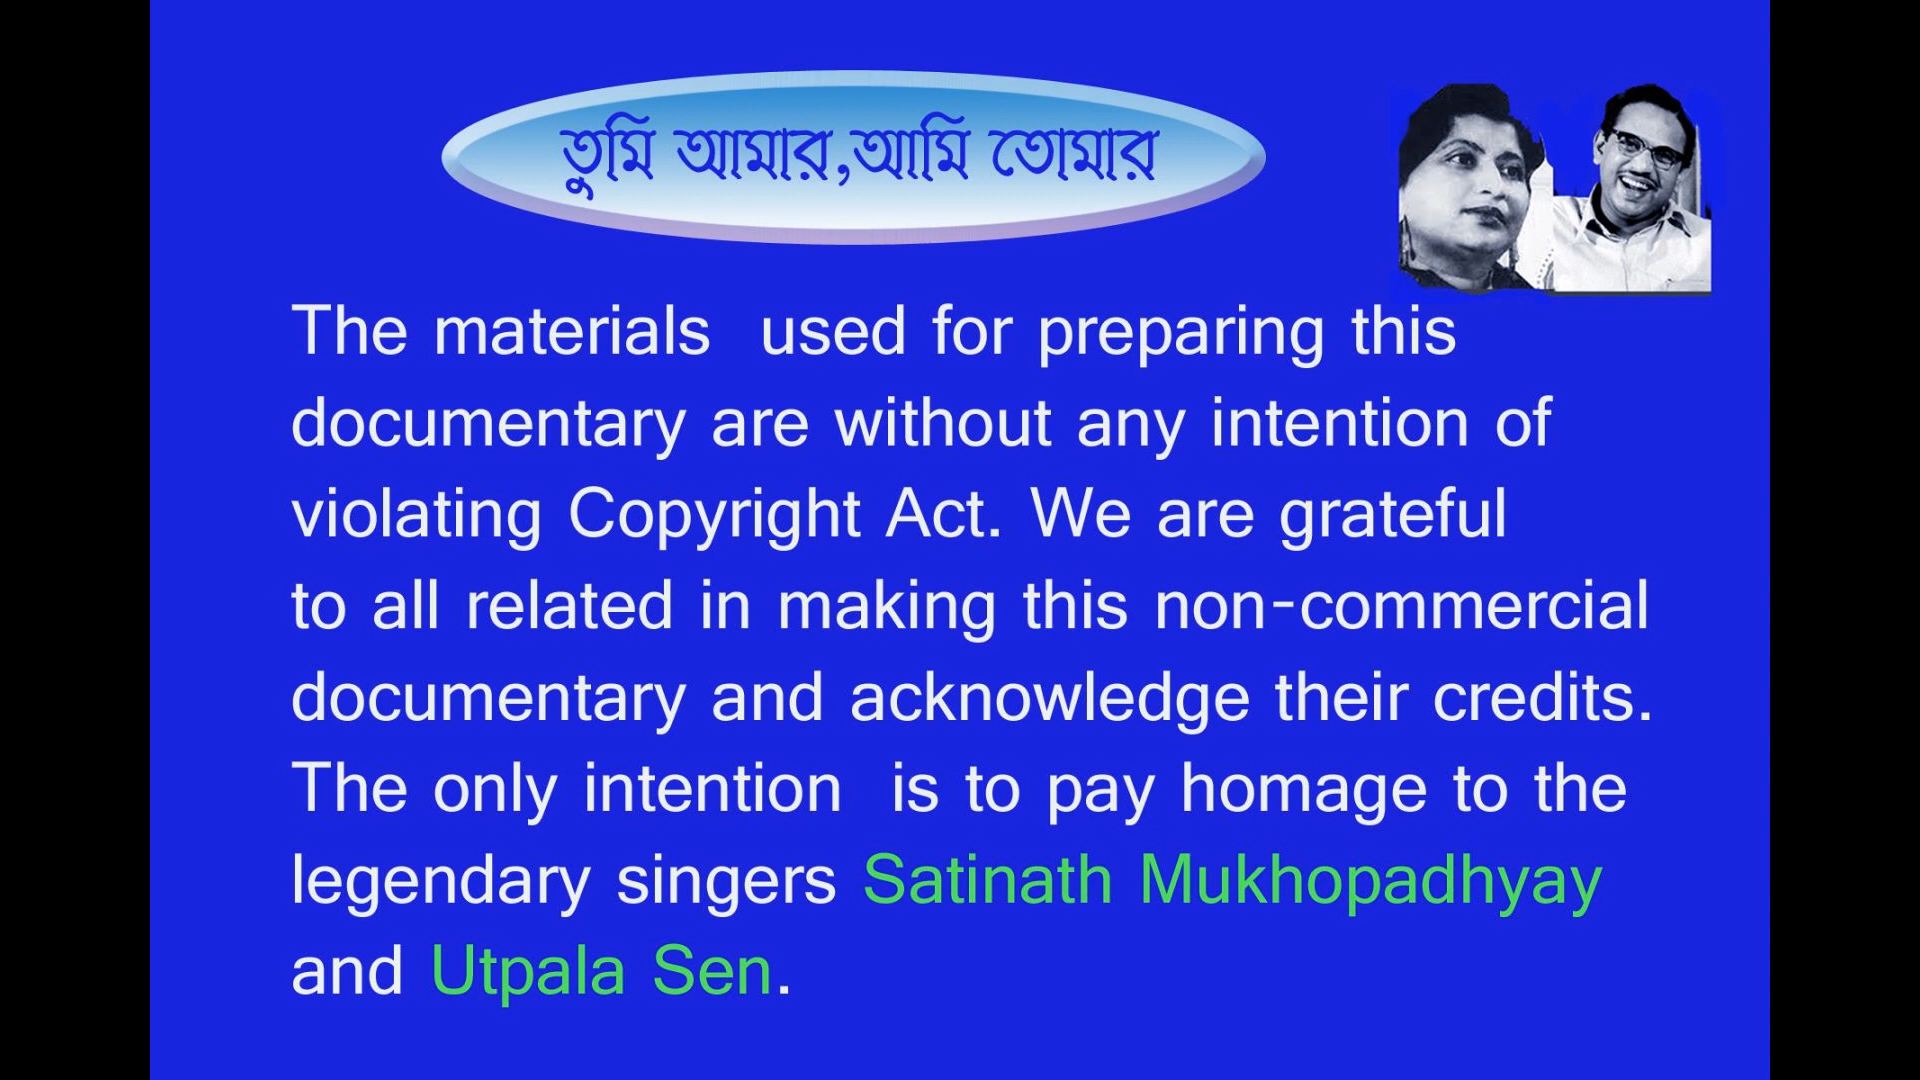 তুমি আমার,আমি তোমার
The materials used for preparing this
documentary are without any intention of
violating Copyright Act. We are grateful
to all related in making this non-commercial
documentary and acknowledge their credits.
The only intention is to pay homage to the
legendary singers Satinath Mukhopadhyay
and Utpala Sen.